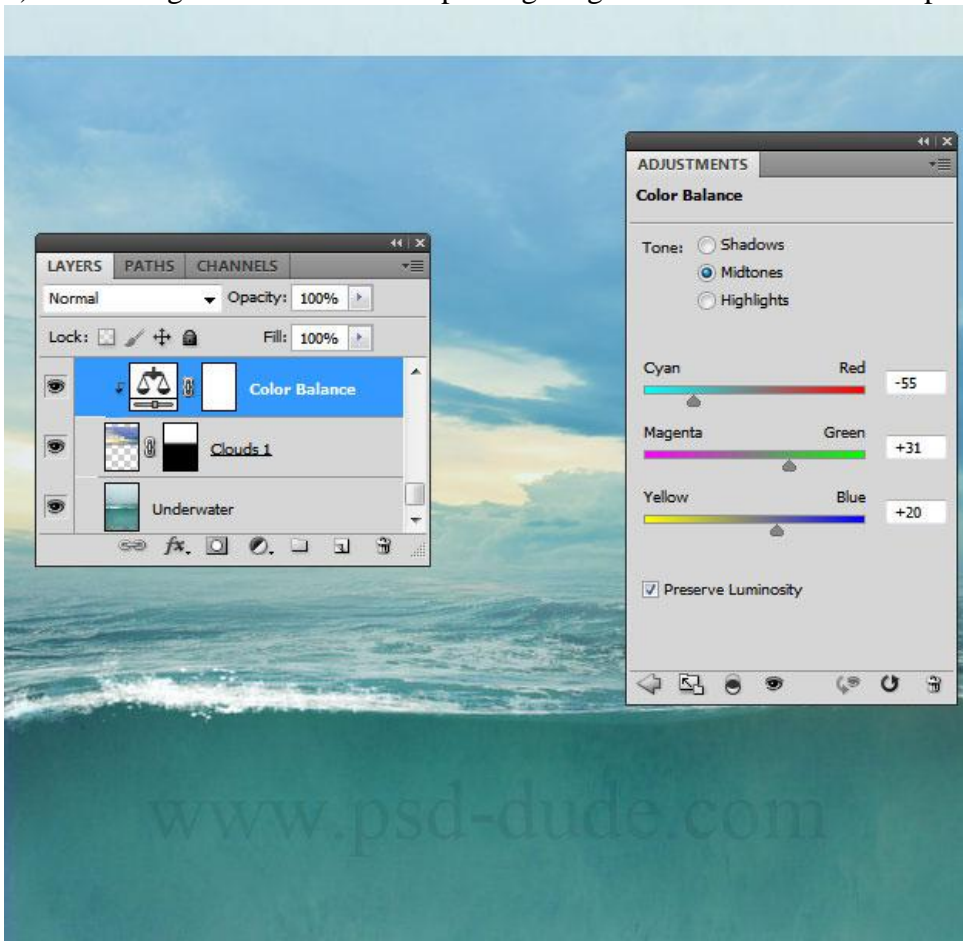 ADJUSTMENTS
Color Balance
Tone: Shadows
Midtones
Highlights
Cyan Red -55
Magenta Green +31
Yellow Blue +20
Preserve Luminosity
LAYERS PATHS CHANNELS
Normal Opacity: 100%
Lock: Fill: 100%
Color Balance
Clouds 1
Underwater
fx.
www.psd-dude.com